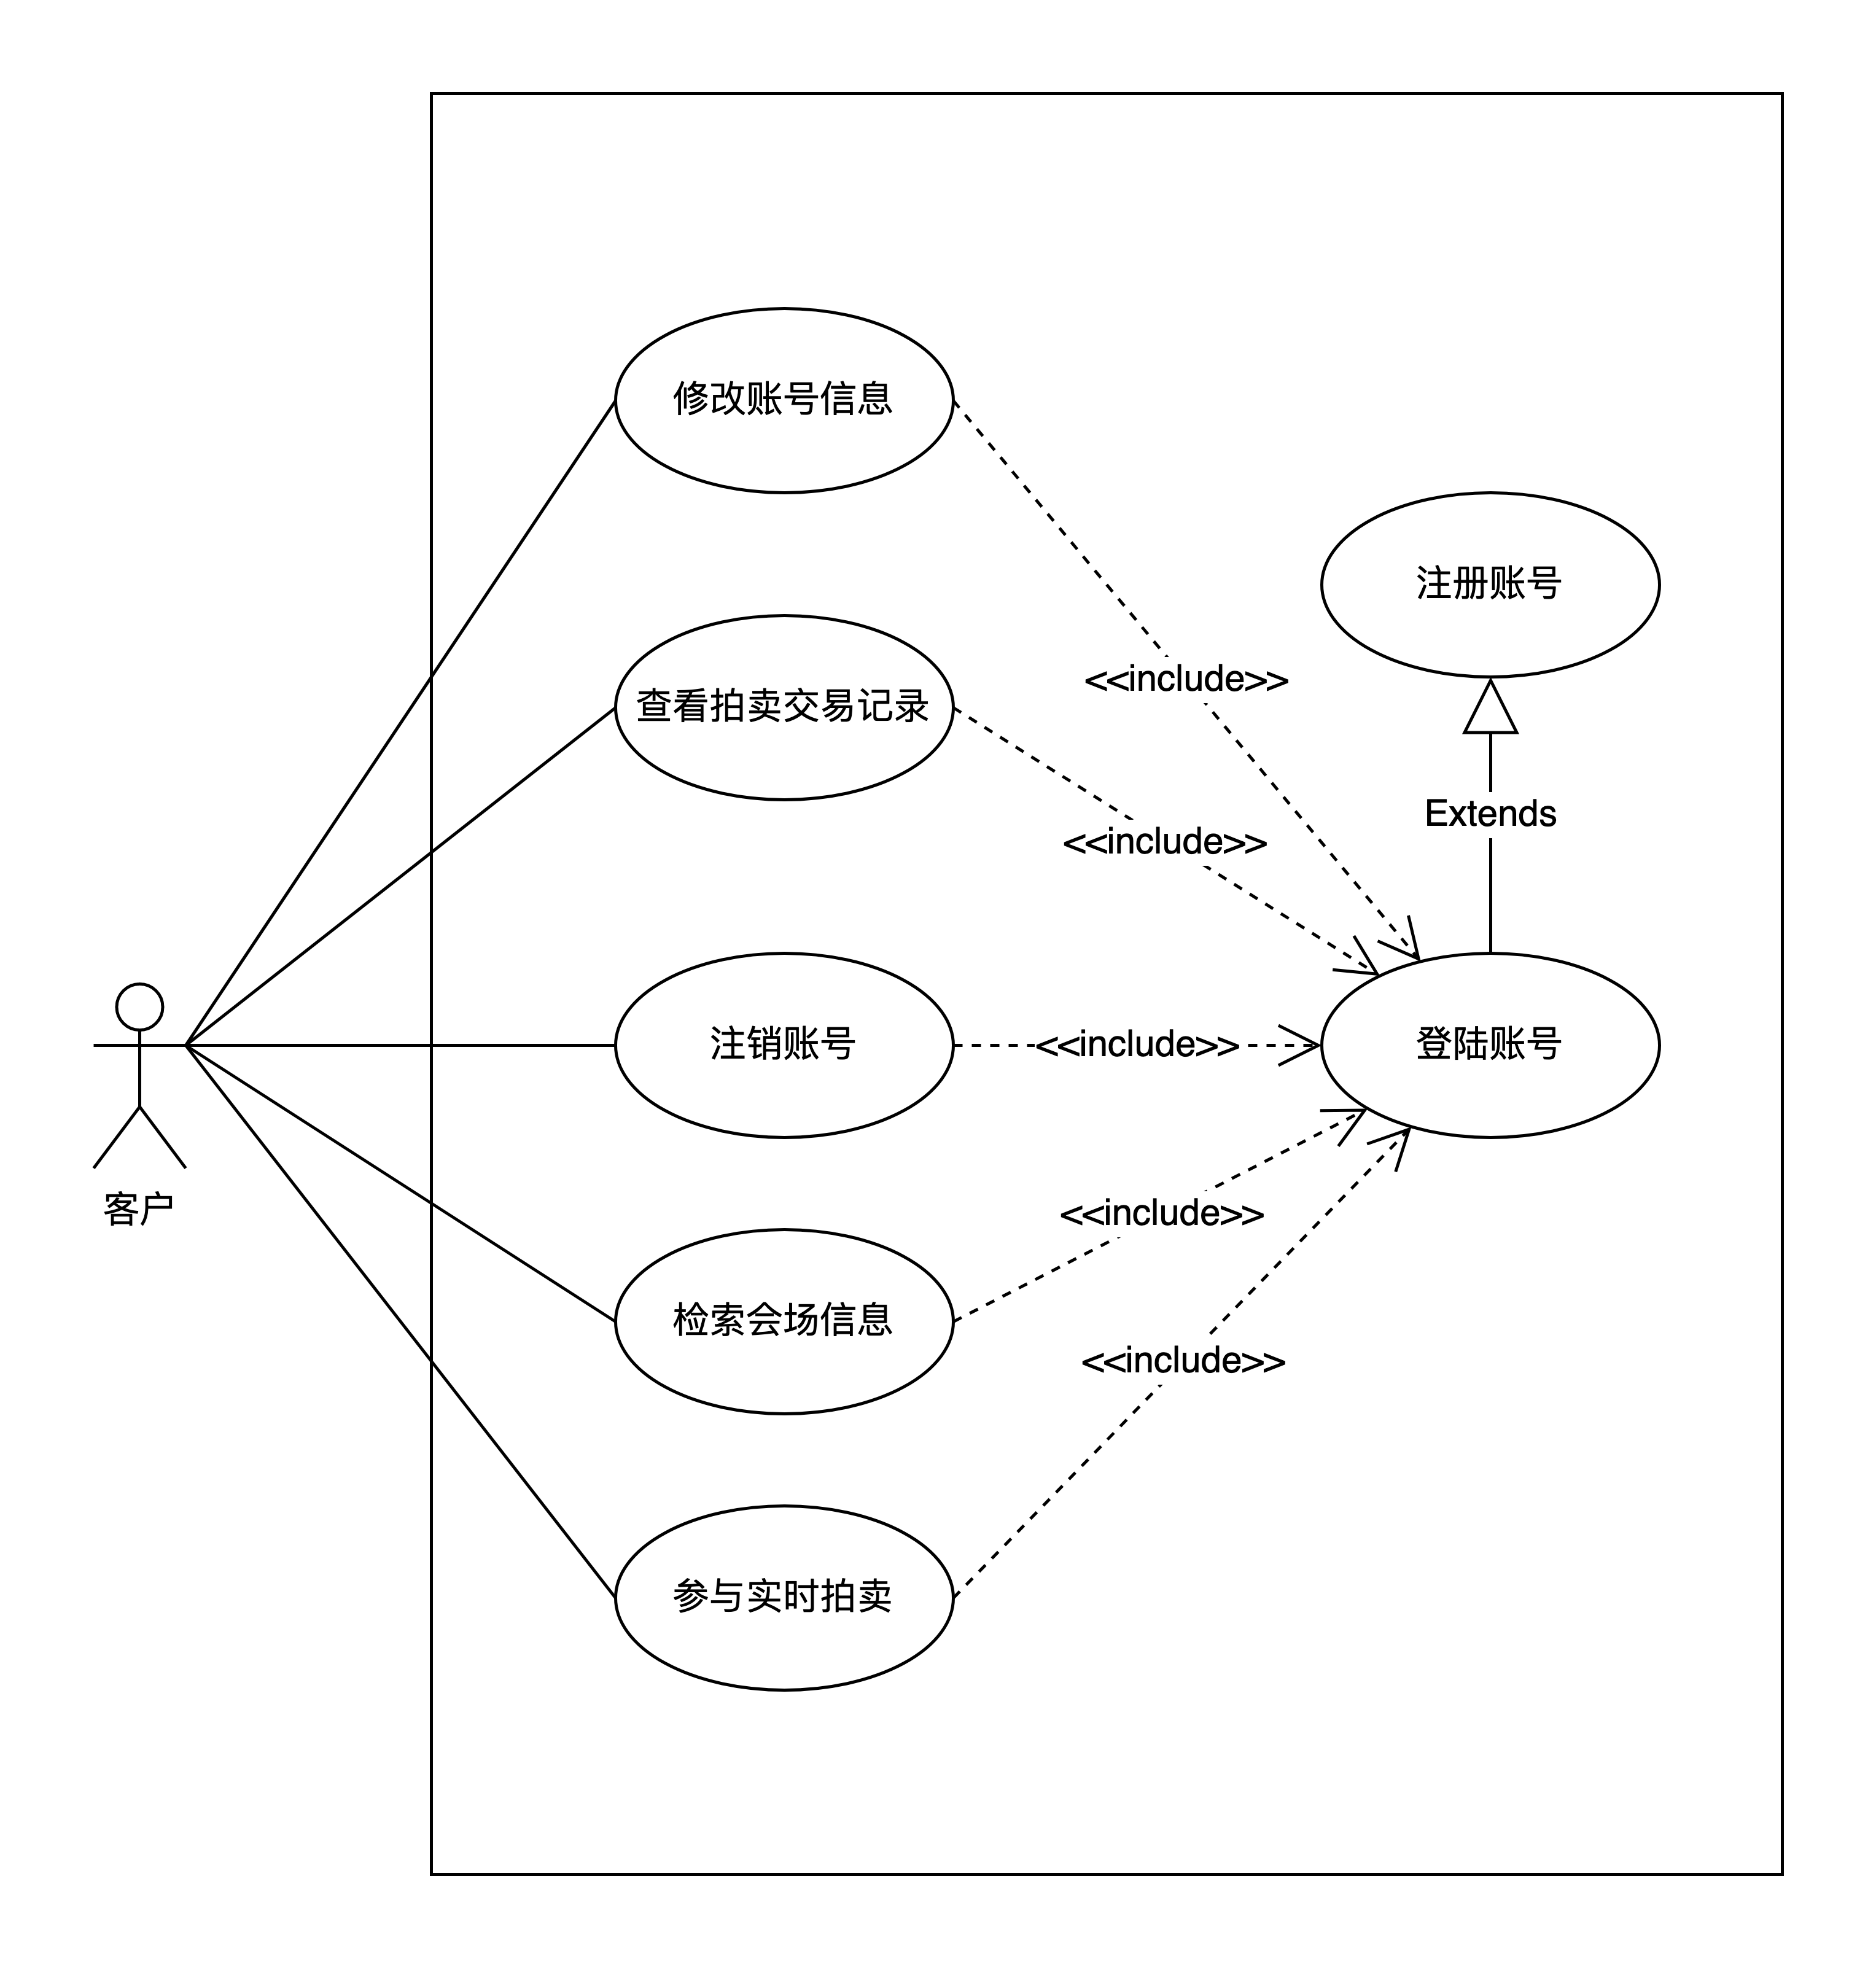 修改账号信息
注册账号
<<include>>
查看拍卖交易记录
Extends
<<include>>
注销账号
<<include>>
登陆账号
客户
<<include>>
检索会场信息
<<include>>
参与实时拍卖